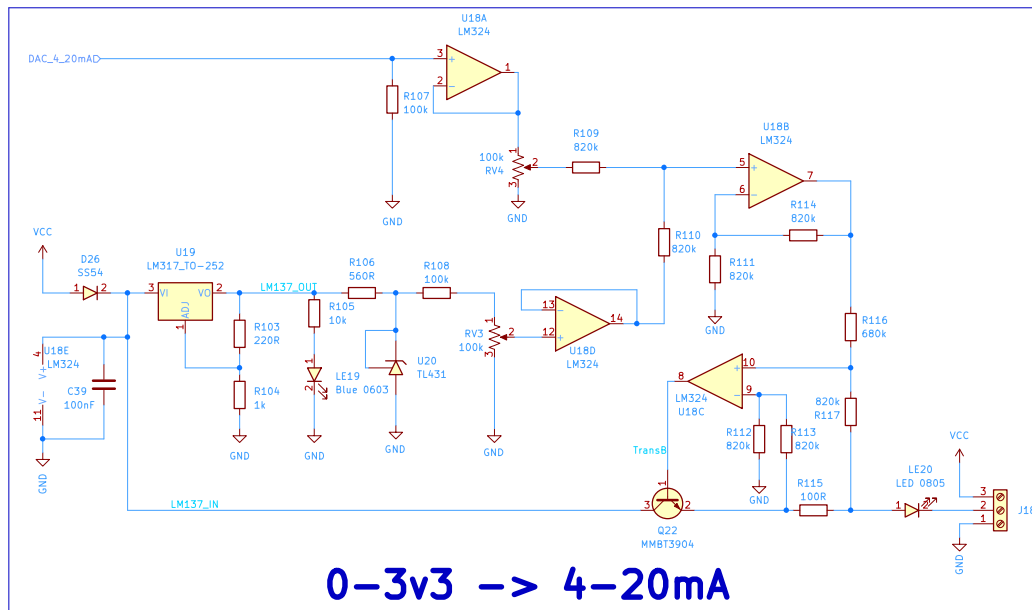 U18A
LM324
DAC_4_20mA
3
+
1
2
-
R107
100k
GND
100k
RV4
1
2
3
GND
R109
820k
U18B
LM324
5
+
7
6
-
R114
820k
R110
820k
R111
820k
GND
VCC
D26
SS54
1
2
U19
LM317_TO-252
3
VI
VO
2
ADJ
1
LM137_OUT
R106
560R
R108
100k
R105
10k
R103
220R
R104
1k
GND
LE19
Blue 0603
1
2
GND
U20
TL431
GND
RV3
100k
1
2
3
GND
13
-
12
+
14
U18D
LM324
R116
680k
820k
R117
U18E
LM324
4
V+
V-
11
C39
100nF
GND
10
+
9
-
8
LM324
U18C
R112
820k
R113
820k
GND
TransB
R115
100R
LM137_IN
1
3
2
Q22
MMBT3904
LE20
LED 0805
1
2
VCC
3
2
1
J18
GND
0-3v3 -> 4-20mA